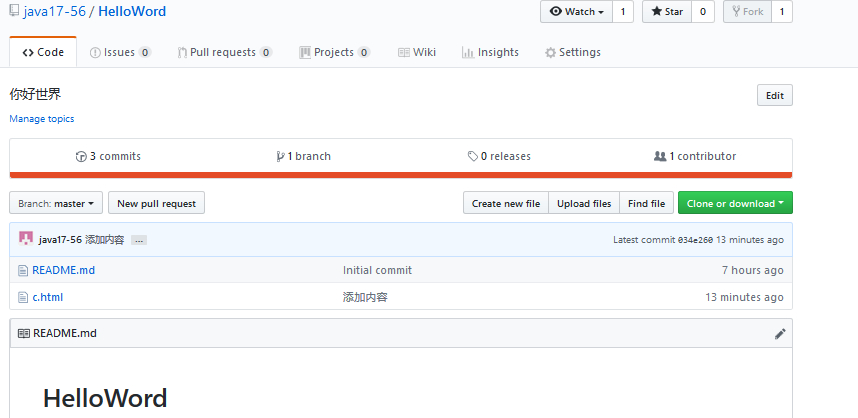 java17-56 / HelloWord Watch 1 Star 0 Fork 1
Code Issues 0 Pull requests 0 Projects 0 Wiki Insights Settings
你好世界 Edit
Manage topics
3 commits 1 branch 0 releases 1 contributor
Branch: master New pull request Create new file Upload files Find file Clone or download
java17-56 添加内容 ... Latest commit 034e260 13 minutes ago
README.md Initial commit 7 hours ago
c.html 添加内容 13 minutes ago
README.md
HelloWord